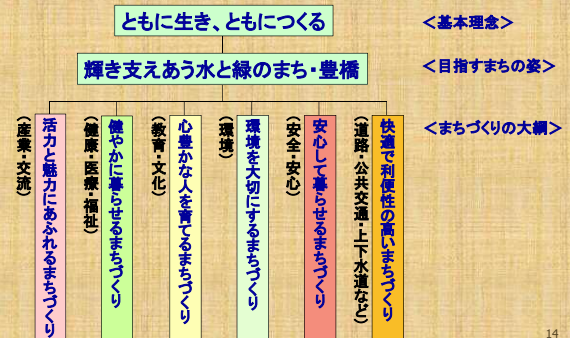 ともに生き、ともにつくる
＜基本理念＞
輝き支えあう水と緑のまち・豊橋
＜目指すまちの姿＞
＜まちづくりの大綱＞
活力と魅力にあふれるまちづくり
（産業・交流）
健やかに暮らせるまちづくり
（健康・医療・福祉）
心豊かな人を育てるまちづくり
（教育・文化）
環境を大切にするまちづくり
（環境）
安心して暮らせるまちづくり
（安全・安心）
快適で利便性の高いまちづくり
（道路・公共交通・上下水道など）
14